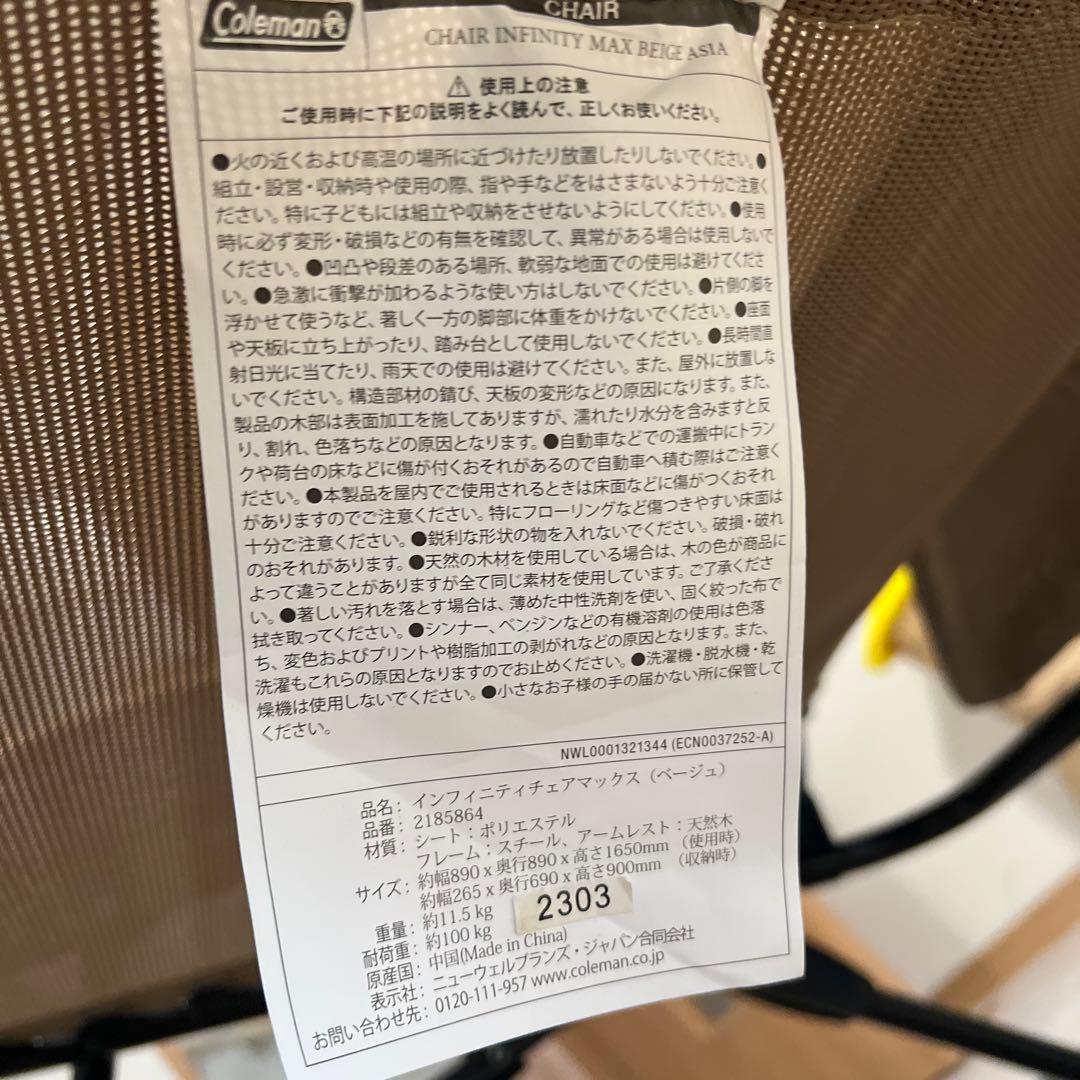 Coleman
CHAIR
CHAIR INFINITY MAX BEIGE ASIA
⚠ 使用上の注意
ご使用時に下記の説明をよく読んで、正しくお使いください。
●火の近くおよび高温の場所に近づけたり放置したりしないでください。●
組立・設営・収納時や使用の際、指や手などをはさまないよう十分ご注意く
ださい。特に子どもには組立や収納をさせないようにしてください。●使用
時に必ず変形・破損などの有無を確認して、異常がある場合は使用しないで
ください。●凹凸や段差のある場所、軟弱な地面での使用は避けてくださ
い。●急激に衝撃が加わるような使い方はしないでください。●片側の脚を
浮かせて使うなど、著しく一方の脚部に体重をかけないでください。●座面
や天板に立ち上がったり、踏み台として使用しないでください。●長時間直
射日光に当てたり、雨天での使用は避けてください。また、屋外に放置しな
いでください。構造部材の錆び、天板の変形などの原因になります。また、
製品の木部は表面加工を施してありますが、濡れたり水分を含みますと反
り、割れ、色落ちなどの原因となります。●自動車などでの運搬中にトラン
クや荷台の床などに傷が付くおそれがあるので自動車へ積む際はご注意く
ださい。●本製品を屋内でご使用されるときは床面などに傷がつくおそれ
がありますのでご注意ください。特にフローリングなど傷つきやすい床面は
十分ご注意ください。●鋭利な形状の物を入れないでください。破損・破れ
のおそれがあります。●天然の木材を使用している場合は、木の色が商品に
よって違うことがありますが全て同じ素材を使用しています。ご了承くださ
い。●著しい汚れを落とす場合は、薄めた中性洗剤を使い、固く絞った布で
拭き取ってください。●シンナー、ベンジンなどの有機溶剤の使用は色落
ち、変色およびプリントや樹脂加工の剥がれなどの原因となります。また、
洗濯もこれらの原因となりますのでお止めください。●洗濯機・脱水機・乾
燥機は使用しないでください。●小さなお子様の手の届かない所に保管して
ください。
NWL0001321344 (ECN0037252-A)
品名：インフィニティチェアマックス（ベージュ）
品番：2185864
材質：シート：ポリエステル
フレーム：スチール、アームレスト：天然木
サイズ：約幅890 x 奥行890 x 高さ1650mm （使用時）
約幅265 x 奥行690 x 高さ900mm （収納時）
重量：約11.5 kg
2303
耐荷重：約100 kg
原産国：中国(Made in China)
表示社：ニューウェルブランズ・ジャパン合同会社
お問い合わせ先：0120-111-957 www.coleman.co.jp